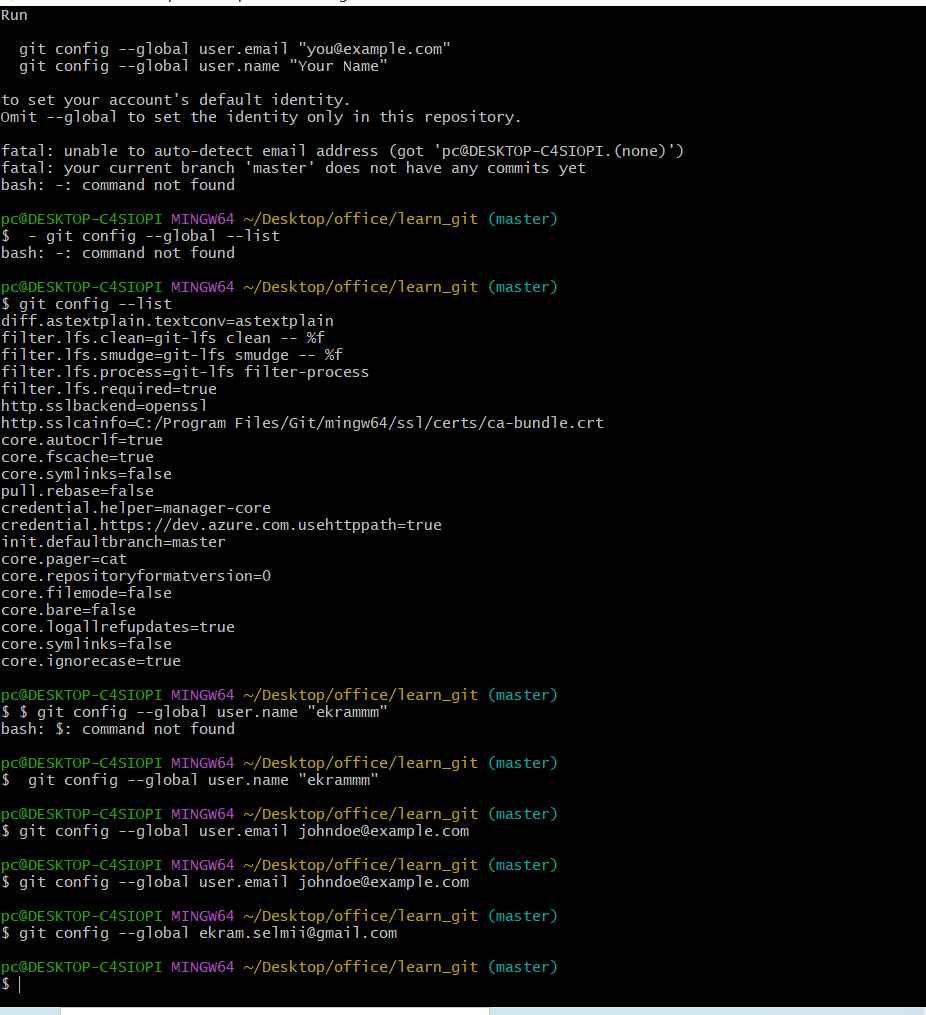 Run
git config --global user.email "you@example.com"
git config --global user.name "Your Name"
to set your account's default identity.
Omit --global to set the identity only in this repository.
fatal: unable to auto-detect email address (got 'pc@DESKTOP-C4SIOPI.(none)')
fatal: your current branch 'master' does not have any commits yet
bash: -: command not found
pc@DESKTOP-C4SIOPI MINGW64 ~/Desktop/office/learn_git (master)
$  - git config --global --list
bash: -: command not found
pc@DESKTOP-C4SIOPI MINGW64 ~/Desktop/office/learn_git (master)
$ git config --list
diff.astextplain.textconv=astextplain
filter.lfs.clean=git-lfs clean -- %f
filter.lfs.smudge=git-lfs smudge -- %f
filter.lfs.process=git-lfs filter-process
filter.lfs.required=true
http.sslbackend=openssl
http.sslcainfo=C:/Program Files/Git/mingw64/ssl/certs/ca-bundle.crt
core.autocrlf=true
core.fscache=true
core.symlinks=false
pull.rebase=false
credential.helper=manager-core
credential.https://dev.azure.com.usehttppath=true
init.defaultbranch=master
core.pager=cat
core.repositoryformatversion=0
core.filemode=false
core.bare=false
core.logallrefupdates=true
core.symlinks=false
core.ignorecase=true
pc@DESKTOP-C4SIOPI MINGW64 ~/Desktop/office/learn_git (master)
$ $ git config --global user.name "ekrammm"
bash: $: command not found
pc@DESKTOP-C4SIOPI MINGW64 ~/Desktop/office/learn_git (master)
$  git config --global user.name "ekrammm"
pc@DESKTOP-C4SIOPI MINGW64 ~/Desktop/office/learn_git (master)
$ git config --global user.email johndoe@example.com
pc@DESKTOP-C4SIOPI MINGW64 ~/Desktop/office/learn_git (master)
$ git config --global user.email johndoe@example.com
pc@DESKTOP-C4SIOPI MINGW64 ~/Desktop/office/learn_git (master)
$ git config --global ekram.selmii@gmail.com
pc@DESKTOP-C4SIOPI MINGW64 ~/Desktop/office/learn_git (master)
$